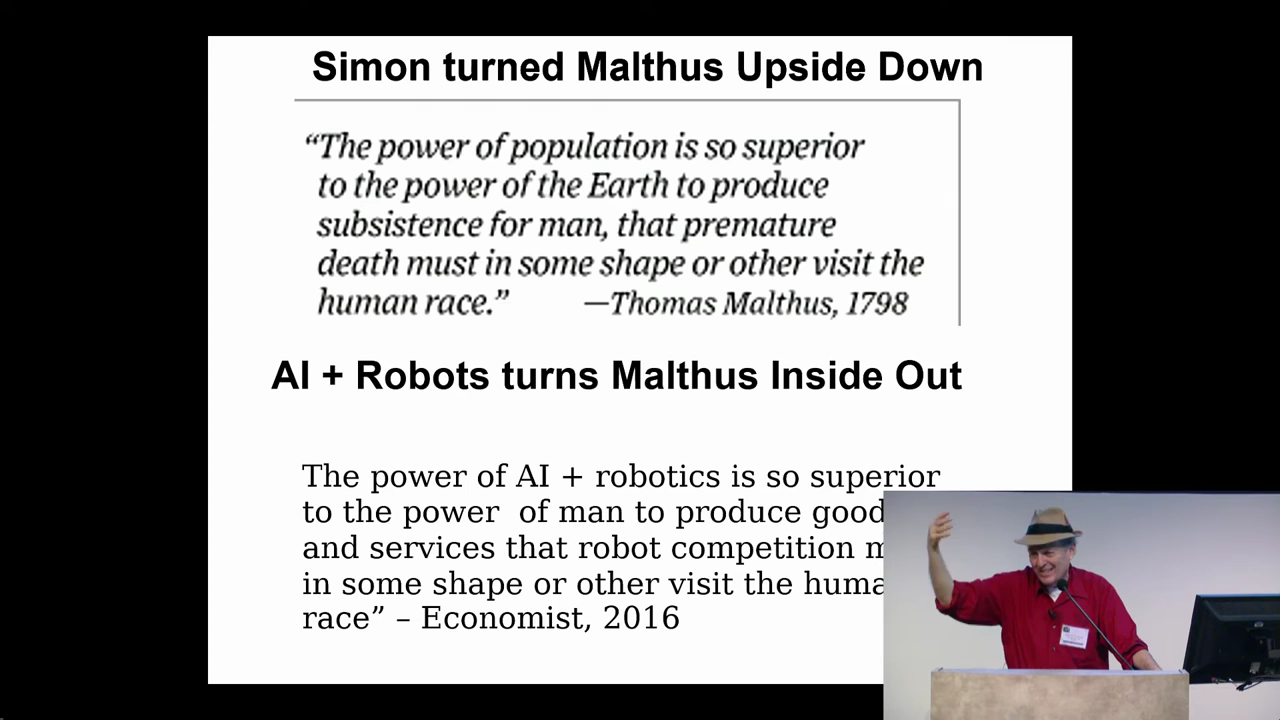 Simon turned Malthus Upside Down
“The power of population is so superior
to the power of the Earth to produce
subsistence for man, that premature
death must in some shape or other visit the
human race.” —Thomas Malthus, 1798
AI + Robots turns Malthus Inside Out
The power of AI + robotics is so superior
to the power of man to produce good
and services that robot competition m
in some shape or other visit the huma
race” – Economist, 2016